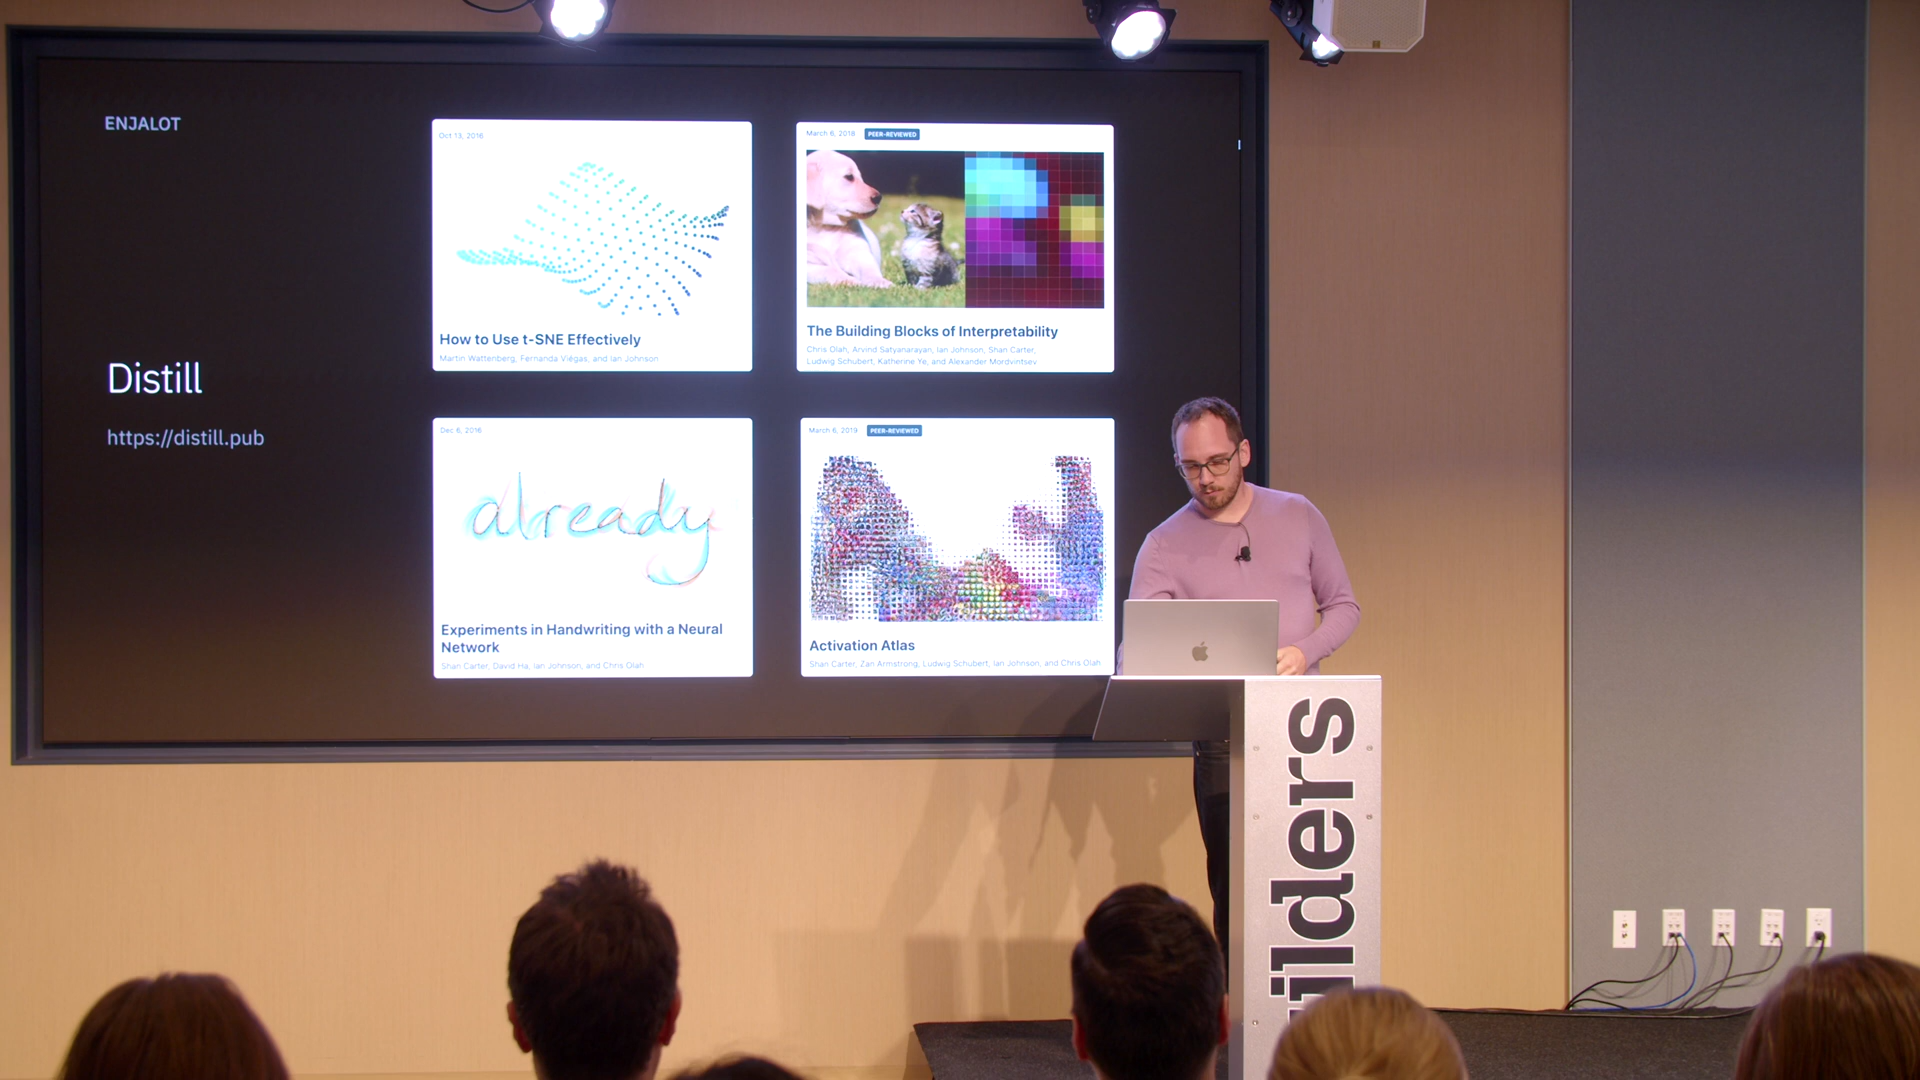 ENJALOT
Distill
https://distill.pub
Oct 13, 2016
How to Use t-SNE Effectively
Martin Wattenberg, Fernanda Viégas, and Ian Johnson
March 6, 2018 PEER-REVIEWED
The Building Blocks of Interpretability
Chris Olah, Arvind Satyanarayan, Ian Johnson, Shan Carter,
Ludwig Schubert, Katherine Ye, and Alexander Mordvintsev
Dec 6, 2016
already
Experiments in Handwriting with a Neural
Network
Shan Carter, David Ha, Ian Johnson, and Chris Olah
March 6, 2019 PEER-REVIEWED
Activation Atlas
Shan Carter, Zan Armstrong, Ludwig Schubert, Ian Johnson, and Chris Olah
ilders